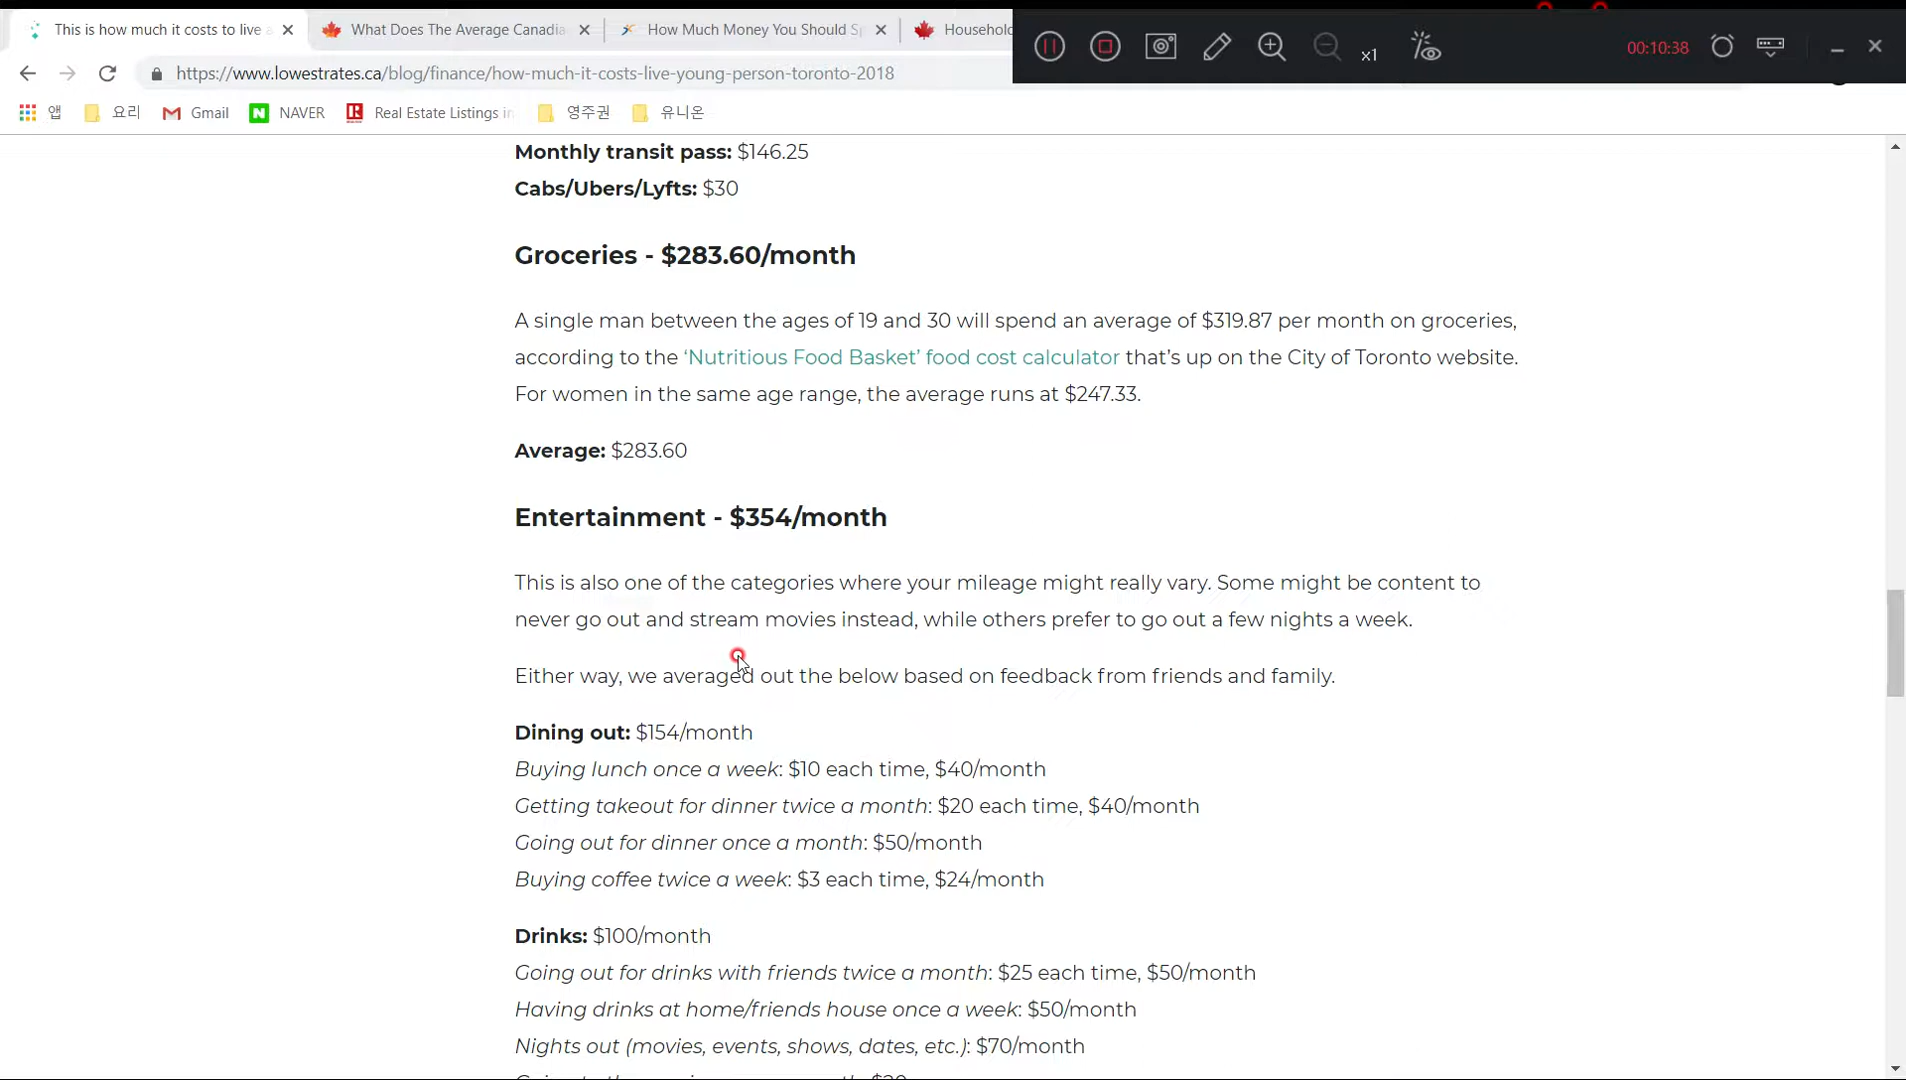 This is how much it costs to live a
What Does The Average Canadia
How Much Money You Should Sp
Househol
x1
00:10:38
https://www.lowestrates.ca/blog/finance/how-much-it-costs-live-young-person-toronto-2018
앱
요리
Gmail
NAVER
Real Estate Listings in
영주권
유니온
Monthly transit pass: $146.25
Cabs/Ubers/Lyfts: $30
Groceries - $283.60/month
A single man between the ages of 19 and 30 will spend an average of $319.87 per month on groceries,
according to the ‘Nutritious Food Basket’ food cost calculator that’s up on the City of Toronto website.
For women in the same age range, the average runs at $247.33.
Average: $283.60
Entertainment - $354/month
This is also one of the categories where your mileage might really vary. Some might be content to
never go out and stream movies instead, while others prefer to go out a few nights a week.
Either way, we averaged out the below based on feedback from friends and family.
Dining out: $154/month
Buying lunch once a week: $10 each time, $40/month
Getting takeout for dinner twice a month: $20 each time, $40/month
Going out for dinner once a month: $50/month
Buying coffee twice a week: $3 each time, $24/month
Drinks: $100/month
Going out for drinks with friends twice a month: $25 each time, $50/month
Having drinks at home/friends house once a week: $50/month
Nights out (movies, events, shows, dates, etc.): $70/month